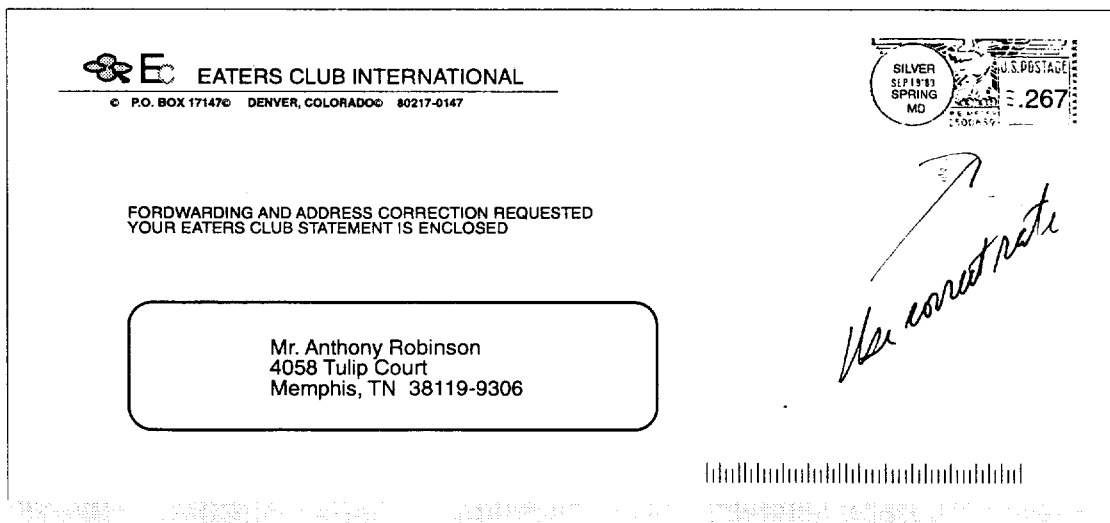 EC EATERS CLUB INTERNATIONAL
© P.O. BOX 17147© DENVER, COLORADO© 80217-0147
SILVER
SEP19'89
SPRING
MD
U.S.POSTAGE
.267
FORDWARDING AND ADDRESS CORRECTION REQUESTED
YOUR EATERS CLUB STATEMENT IS ENCLOSED
Use correct rate
Mr. Anthony Robinson
4058 Tulip Court
Memphis, TN 38119-9306